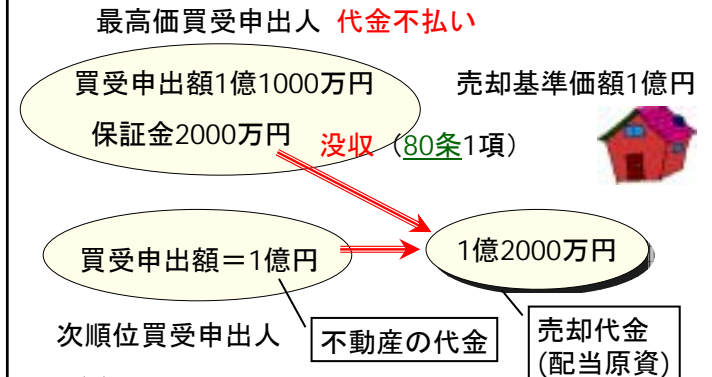 最高価買受申出人 代金不払い
買受申出額1億1000万円
売却基準価額1億円
保証金2000万円
没収（80条1項）
買受申出額＝1億円
1億2000万円
次順位買受申出人
不動産の代金
売却代金
(配当原資)